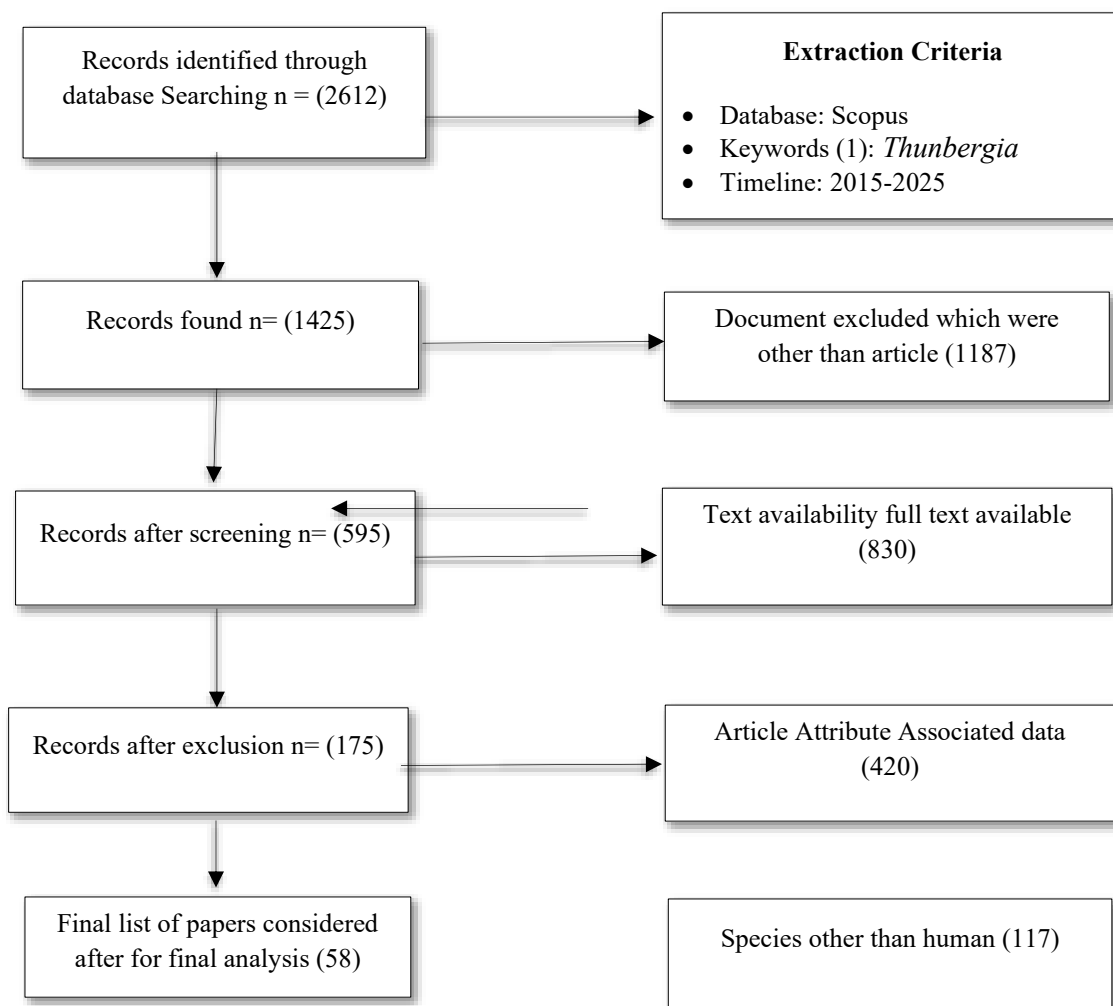 Records identified through
database Searching n = (2612)
Extraction Criteria
• Database: Scopus
• Keywords (1): Thunbergia
• Timeline: 2015-2025
Records found n= (1425)
Document excluded which were
other than article (1187)
Records after screening n= (595)
Text availability full text available
(830)
Records after exclusion n= (175)
Article Attribute Associated data
(420)
Final list of papers considered
after for final analysis (58)
Species other than human (117)